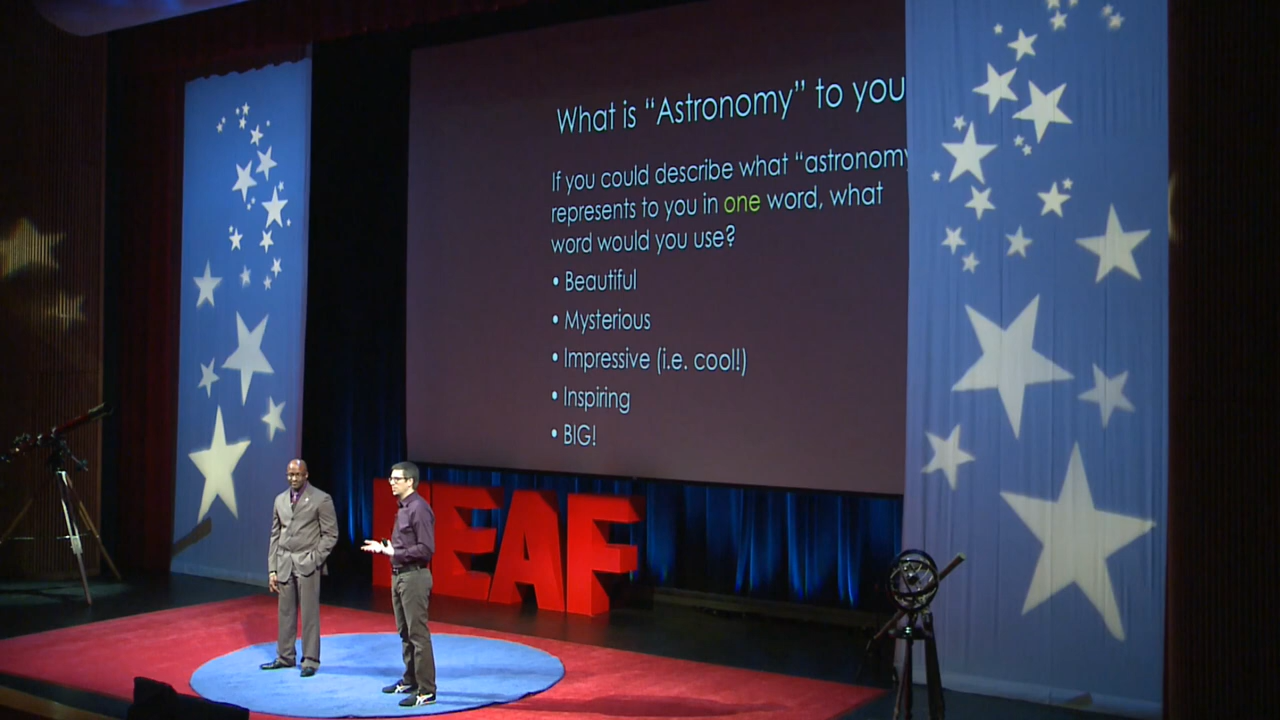 What is “Astronomy” to you
If you could describe what “astronomy
represents to you in one word, what
word would you use?
• Beautiful
• Mysterious
• Impressive (i.e. cool!)
• Inspiring
• BIG!
EAF